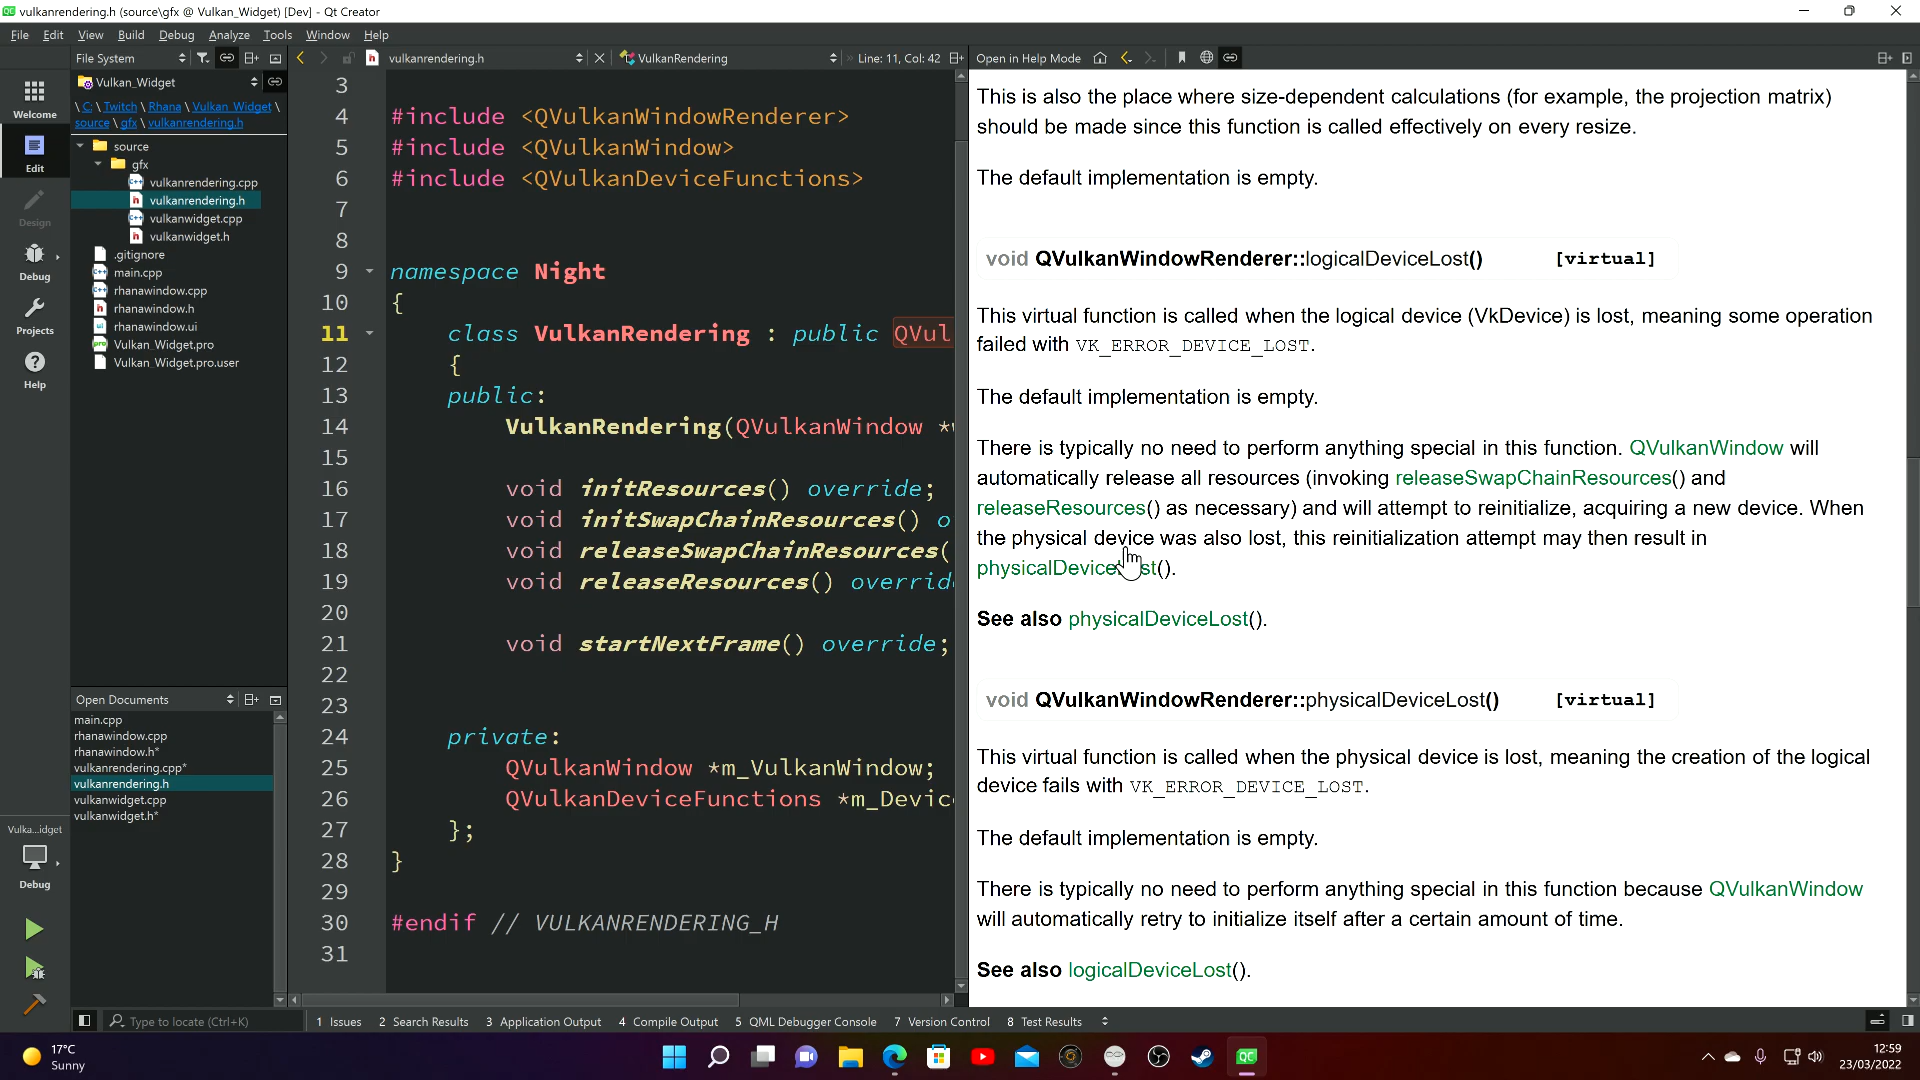 vulkanrendering.h (source\gfx @ Vulkan_Widget) [Dev] - Qt Creator
File Edit View Build Debug Analyze Tools Window Help
File System
vulkanrendering.h
VulkanRendering
Line: 11, Col: 42
Open in Help Mode
Vulkan_Widget
\ C: \ Twitch \ Rhana \ Vulkan_Widget \
source \ gfx \ vulkanrendering.h
Welcome
Edit
Design
Debug
Projects
Help
source
gfx
vulkanrendering.cpp
vulkanrendering.h
vulkanwidget.cpp
vulkanwidget.h
.gitignore
main.cpp
rhanawindow.cpp
rhanawindow.h
rhanawindow.ui
Vulkan_Widget.pro
Vulkan_Widget.pro.user
Open Documents
main.cpp
rhanawindow.cpp
rhanawindow.h*
vulkanrendering.cpp*
vulkanrendering.h
vulkanwidget.cpp
vulkanwidget.h*
Vulka...idget
Debug
3
4 #include <QVulkanWindowRenderer>
5 #include <QVulkanWindow>
6 #include <QVulkanDeviceFunctions>
7
8
9 namespace Night
10 {
11 class VulkanRendering : public QVul
12 {
13 public:
14 VulkanRendering(QVulkanWindow *
15
16 void initResources() override;
17 void initSwapChainResources() o
18 void releaseSwapChainResources(
19 void releaseResources() overrid
20
21 void startNextFrame() override;
22
23
24 private:
25 QVulkanWindow *m_VulkanWindow;
26 QVulkanDeviceFunctions *m_Devic
27 };
28 }
29
30 #endif // VULKANRENDERING_H
31
This is also the place where size-dependent calculations (for example, the projection matrix)
should be made since this function is called effectively on every resize.
The default implementation is empty.
void QVulkanWindowRenderer::logicalDeviceLost() [virtual]
This virtual function is called when the logical device (VkDevice) is lost, meaning some operation
failed with VK_ERROR_DEVICE_LOST.
The default implementation is empty.
There is typically no need to perform anything special in this function. QVulkanWindow will
automatically release all resources (invoking releaseSwapChainResources() and
releaseResources() as necessary) and will attempt to reinitialize, acquiring a new device. When
the physical device was also lost, this reinitialization attempt may then result in
physicalDeviceLost().
See also physicalDeviceLost().
void QVulkanWindowRenderer::physicalDeviceLost() [virtual]
This virtual function is called when the physical device is lost, meaning the creation of the logical
device fails with VK_ERROR_DEVICE_LOST.
The default implementation is empty.
There is typically no need to perform anything special in this function because QVulkanWindow
will automatically retry to initialize itself after a certain amount of time.
See also logicalDeviceLost().
Type to locate (Ctrl+K)
1 Issues 2 Search Results 3 Application Output 4 Compile Output 5 QML Debugger Console 7 Version Control 8 Test Results
17°C
Sunny
12:59
23/03/2022